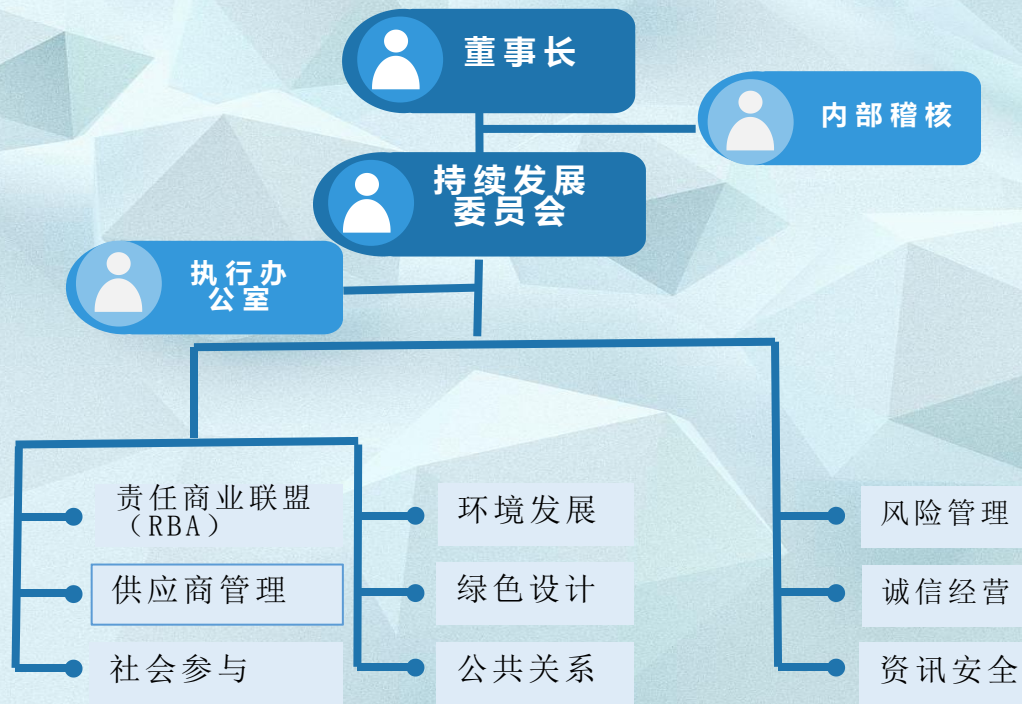 董事长
内部稽核
持续发展
委员会
执行办
公室
责任商业联盟
（RBA）
环境发展
风险管理
供应商管理
绿色设计
诚信经营
社会参与
公共关系
资讯安全